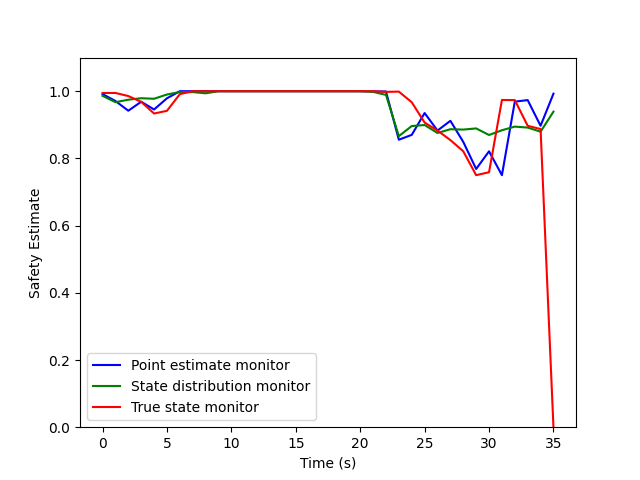 1.0
0.8
0.6
0.4
0.2
0.0
Safety Estimate
Point estimate monitor
State distribution monitor
True state monitor
0 5 10 15 20 25 30 35
Time (s)